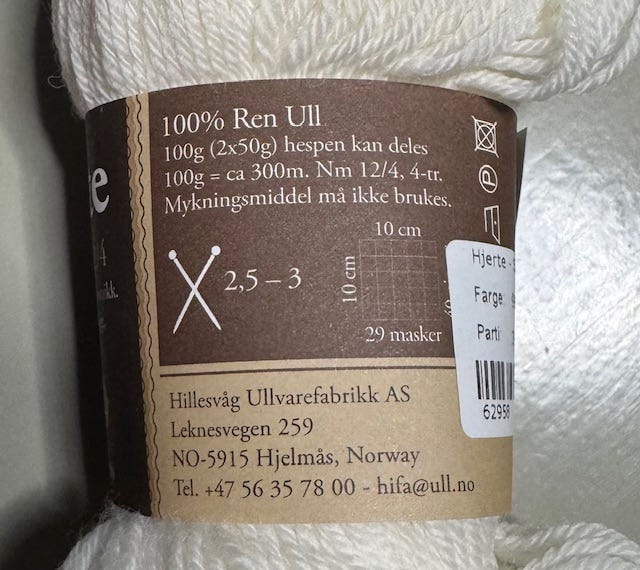 100% Ren Ull
100g (2x50g) hespen kan deles
100g = ca 300m. Nm 12/4, 4-tr.
Mykningsmiddel må ikke brukes.
P
10 cm
10 cm
2,5 – 3
29 masker
Hjerte -
Farge
Parti
62958
Hillesvåg Ullvarefabrikk AS
Leknesvegen 259
NO-5915 Hjelmås, Norway
Tel. +47 56 35 78 00 - hifa@ull.no